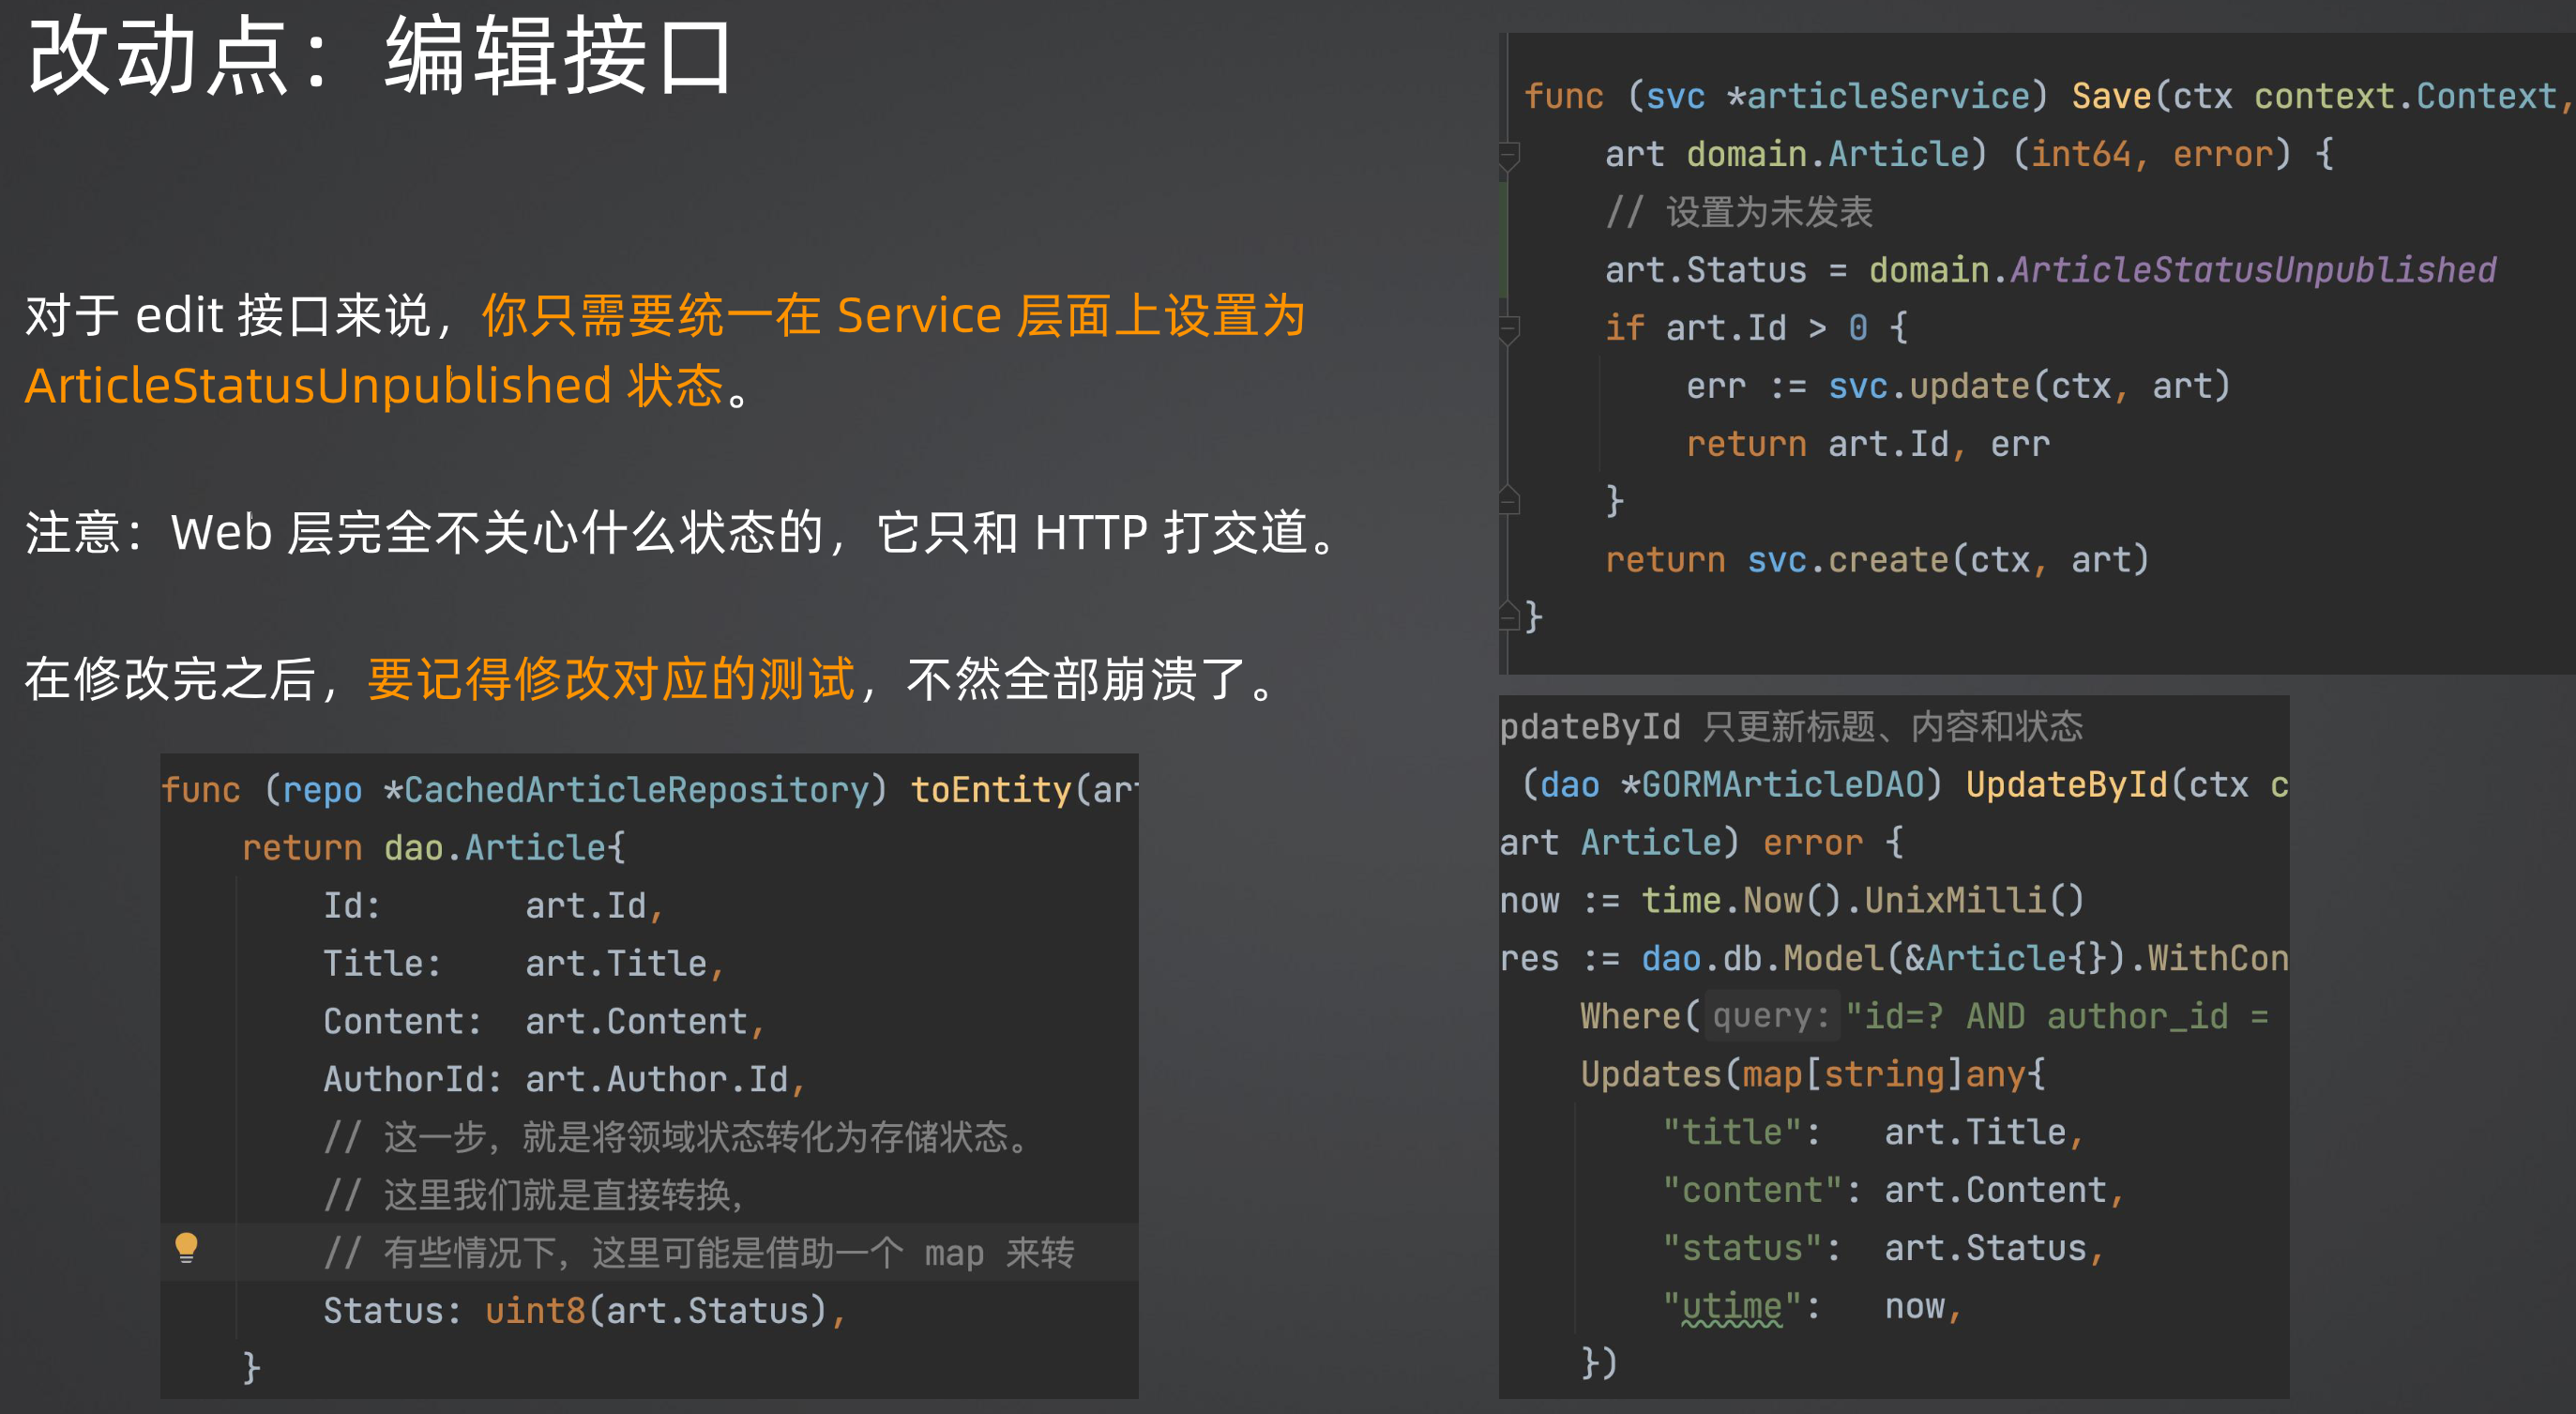 改动点：编辑接口
对于 edit 接口来说，你只需要统一在 Service 层面上设置为
ArticleStatusUnpublished 状态。
注意：Web 层完全不关心什么状态的，它只和 HTTP 打交道。
在修改完之后，要记得修改对应的测试，不然全部崩溃了。
func (repo *CachedArticleRepository) toEntity(ar
return dao.Article{
Id: art.Id,
Title: art.Title,
Content: art.Content,
AuthorId: art.Author.Id,
// 这一步，就是将领域状态转化为存储状态。
// 这里我们就是直接转换，
// 有些情况下，这里可能是借助一个 map 来转
Status: uint8(art.Status),
}
func (svc *articleService) Save(ctx context.Context,
art domain.Article) (int64, error) {
// 设置为未发表
art.Status = domain.ArticleStatusUnpublished
if art.Id > 0 {
err := svc.update(ctx, art)
return art.Id, err
}
return svc.create(ctx, art)
}
pdateById 只更新标题、内容和状态
(dao *GORMArticleDAO) UpdateById(ctx c
art Article) error {
now := time.Now().UnixMilli()
res := dao.db.Model(&Article{}).WithCon
Where( query: "id=? AND author_id =
Updates(map[string]any{
"title": art.Title,
"content": art.Content,
"status": art.Status,
"utime": now,
})